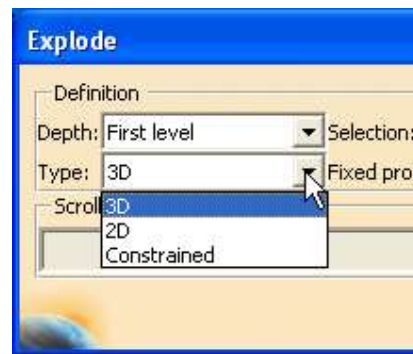 Explode
Definition
Depth: First level Selection:
Type: 3D Fixed pro
Scroll 3D
2D
Constrained